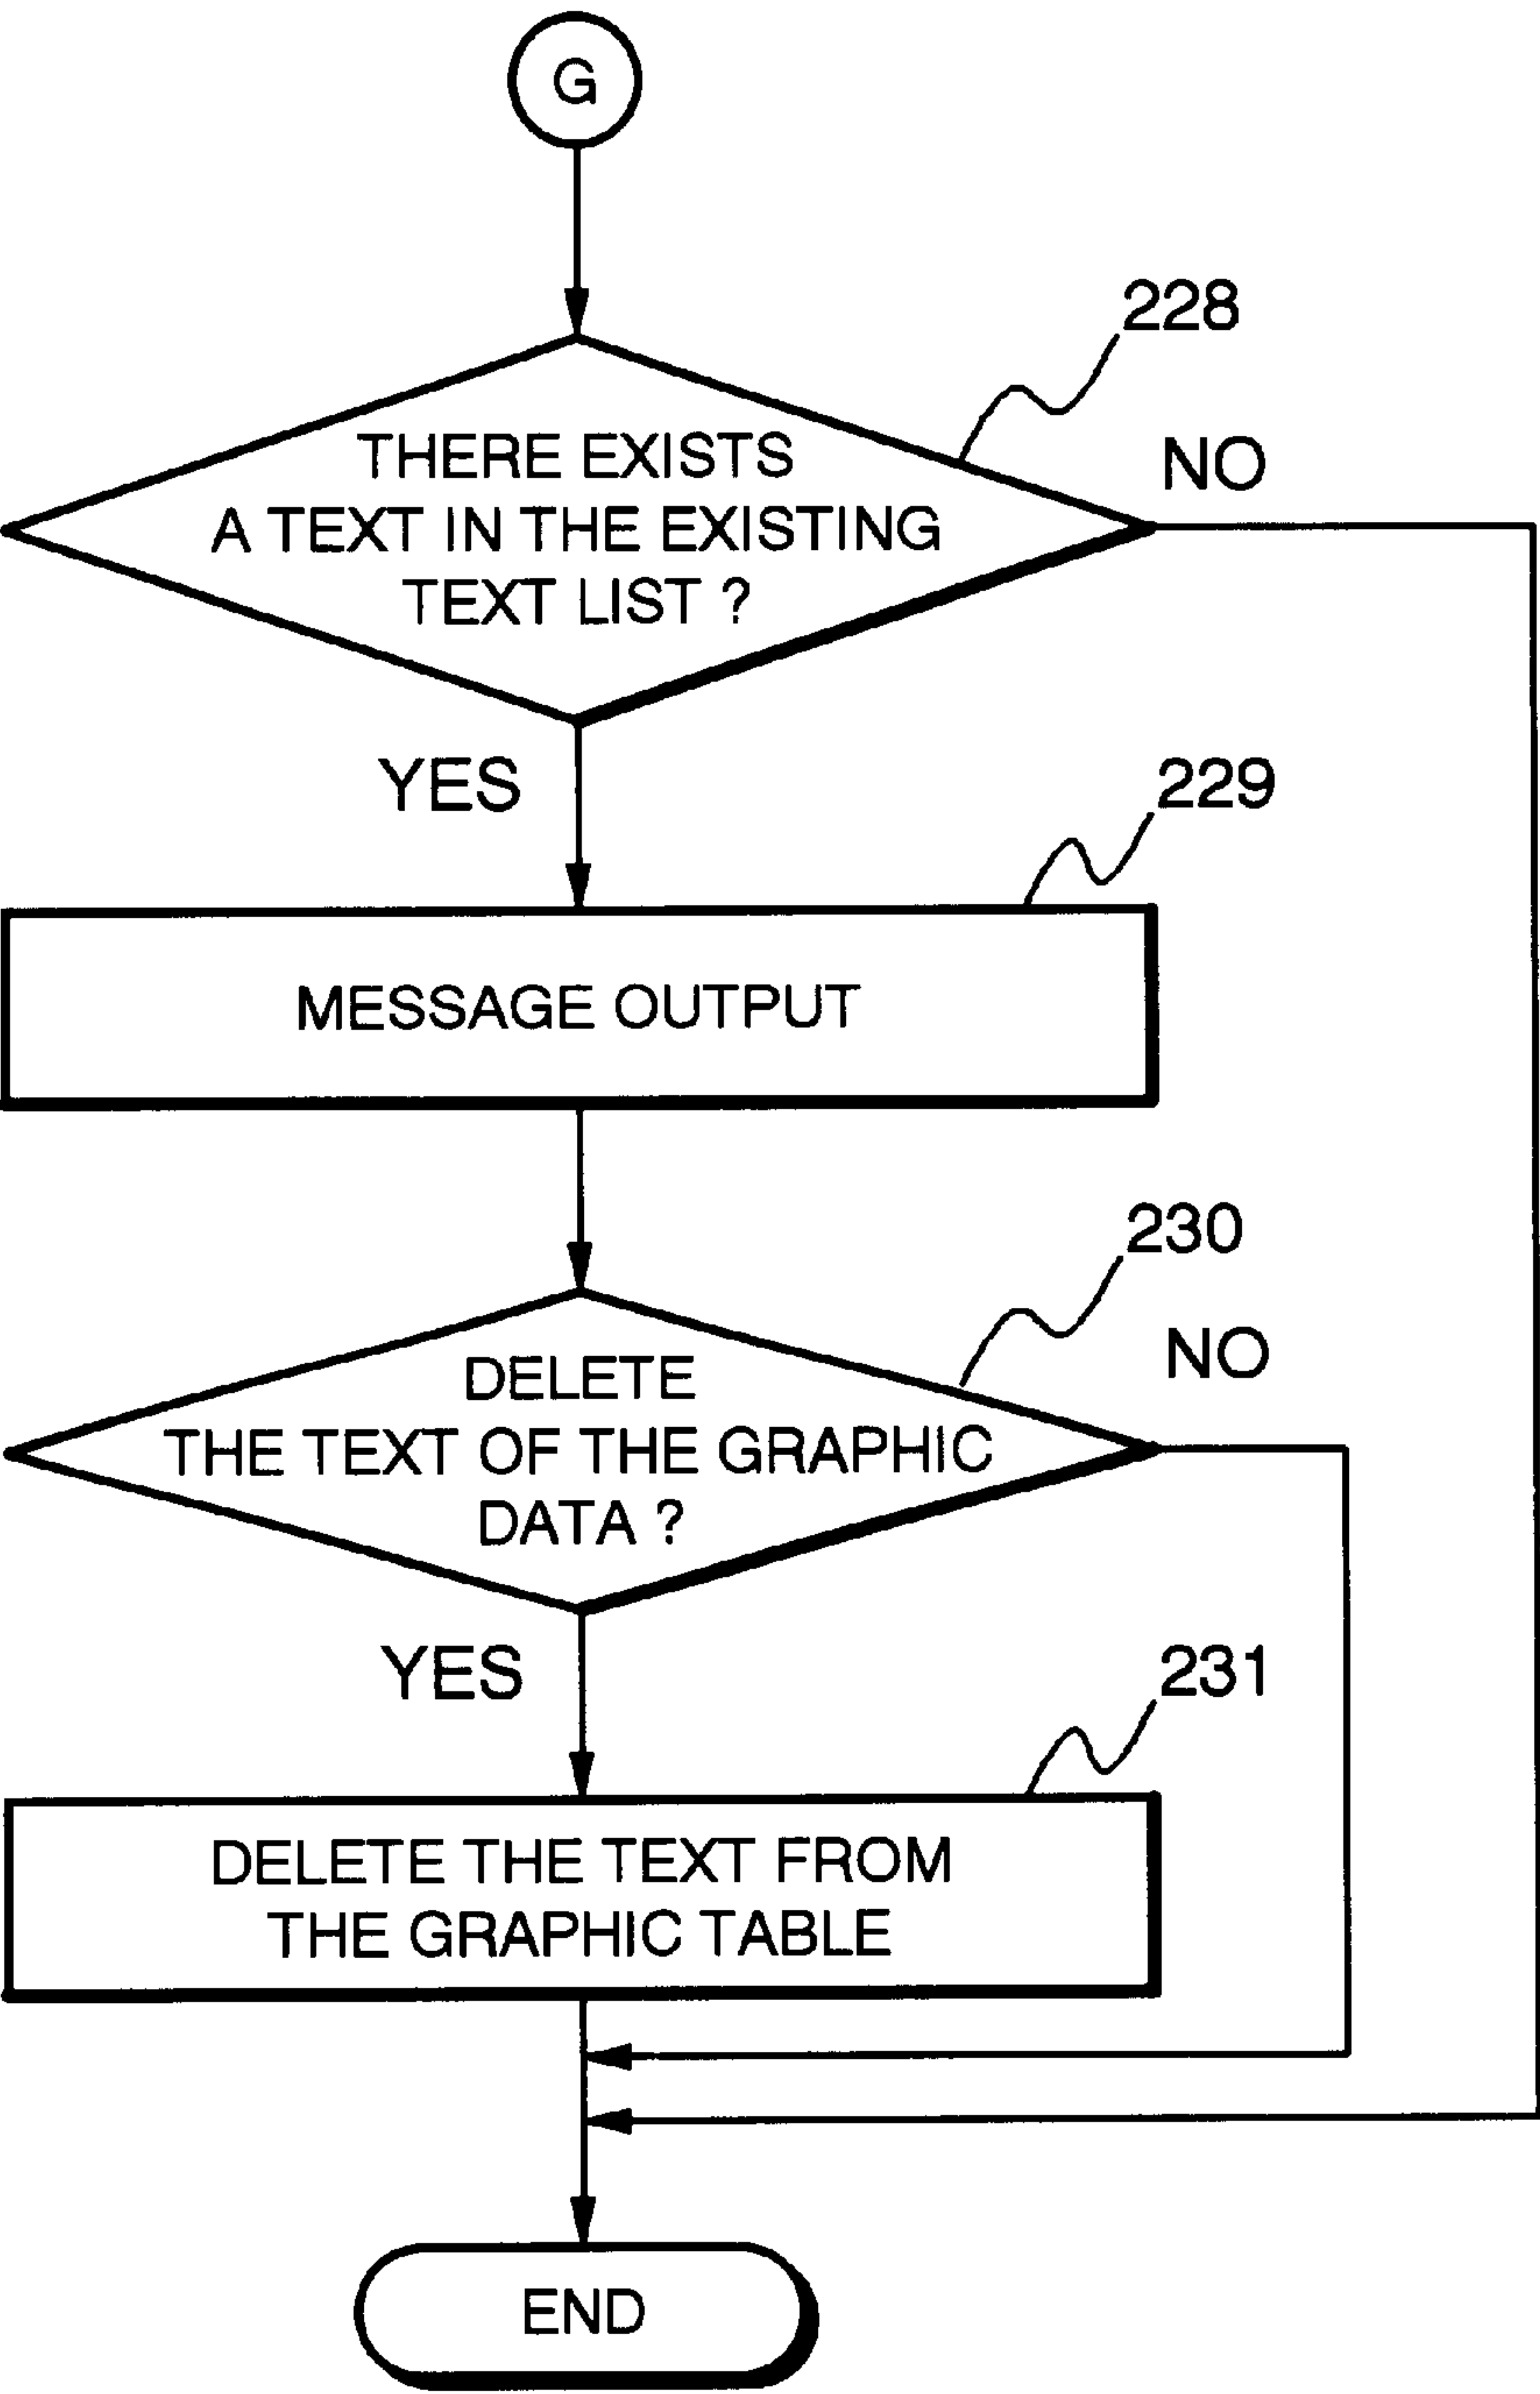 G
228
THERE EXISTS
NO
A TEXT IN THE EXISTING
TEXT LIST ?
YES
229
MESSAGE OUTPUT
230
NO
DELETE
THE TEXT OF THE GRAPHIC
DATA ?
YES
231
DELETE THE TEXT FROM
THE GRAPHIC TABLE
END